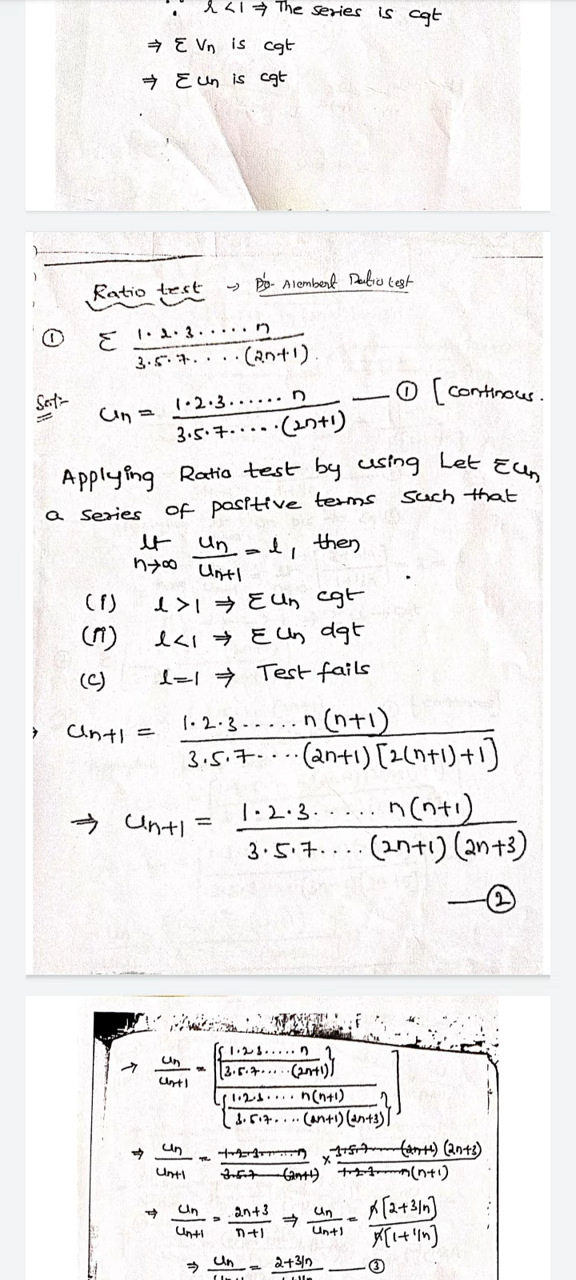 ∵ l<1 ⇒ The series is cgt
⇒ Σ Vn is cgt
⇒ Σ un is cgt
Ratio test → D'- Alembert Ratio test
① Σ 1·2·3.....n / 3·5·7....(2n+1).
Sol:- un = 1·2·3......n / 3·5·7.....(2n+1) — ① [continous.
Applying Ratio test by using Let Σun
a series of positive terms such that
lt n→∞ un/un+1 = l, then
(i) l>1 ⇒ Σun cgt
(ii) l<1 ⇒ Σun dgt
(c) l=1 ⇒ Test fails
un+1 = 1·2·3.....n(n+1) / 3·5·7....(2n+1)[2(n+1)+1]
⇒ un+1 = 1·2·3......n(n+1) / 3·5·7....(2n+1)(2n+3)
— ②
→ un/un+1 = [{1·2·3.....n / 3·5·7.....(2n+1)} / {1·2·3....n(n+1) / 3·5·7....(2n+1)(2n+3)}]
⇒ un/un+1 = 1·2·3.....n / 3·5·7....(2n+1) × 3·5·7....(2n+1)(2n+3) / 1·2·3....n(n+1)
⇒ un/un+1 = 2n+3 / n+1 ⇒ un/un+1 = n[2+3/n] / n[1+1/n]
⇒ un = 2+3/n — ③